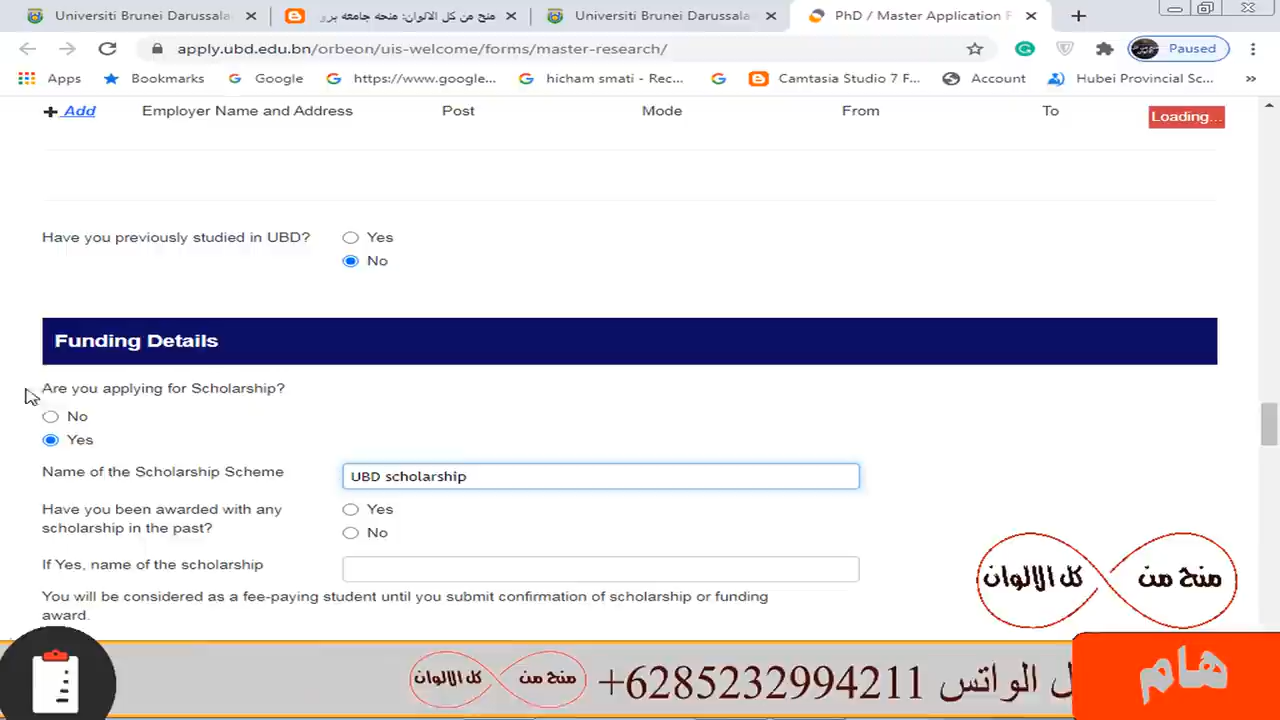 Universiti Brunei Darussala
منح من كل الالوان: منحه جامعه برو
Universiti Brunei Darussala
PhD / Master Application F
apply.ubd.edu.bn/orbeon/uis-welcome/forms/master-research/
Paused
Apps
Bookmarks
Google
https://www.google...
hicham smati - Rec...
Camtasia Studio 7 F...
Account
Hubei Provincial Sc...
»
Add Employer Name and Address Post Mode From To
Loading...
Have you previously studied in UBD?
Yes
No
Funding Details
Are you applying for Scholarship?
No
Yes
Name of the Scholarship Scheme
UBD scholarship
Have you been awarded with any
scholarship in the past?
Yes
No
If Yes, name of the scholarship
You will be considered as a fee-paying student until you submit confirmation of scholarship or funding
award.
منح من كل الالوان
منح من كل الالوان
ل الواتس 6285232994211+
هام